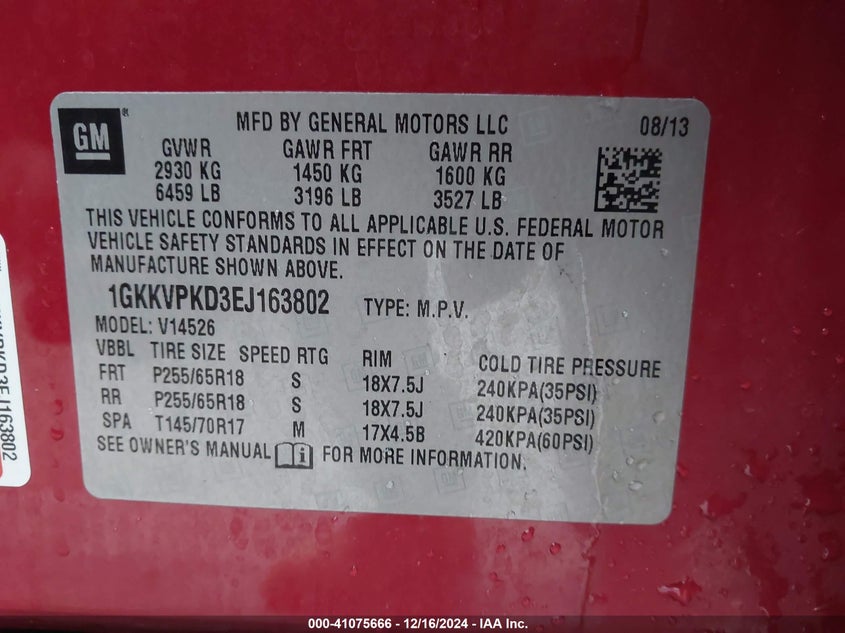 GM
®
MFD BY GENERAL MOTORS LLC 08/13
GVWR GAWR FRT GAWR RR
2930 KG 1450 KG 1600 KG
6459 LB 3196 LB 3527 LB
THIS VEHICLE CONFORMS TO ALL APPLICABLE U.S. FEDERAL MOTOR
VEHICLE SAFETY STANDARDS IN EFFECT ON THE DATE OF
MANUFACTURE SHOWN ABOVE.
1GKKVPKD3EJ163802 TYPE: M.P.V.
MODEL: V14526
VBBL TIRE SIZE SPEED RTG RIM COLD TIRE PRESSURE
FRT P255/65R18 S 18X7.5J 240KPA(35PSI)
RR P255/65R18 S 18X7.5J 240KPA(35PSI)
SPA T145/70R17 M 17X4.5B 420KPA(60PSI)
SEE OWNER'S MANUAL i FOR MORE INFORMATION.
000-41075666 - 12/16/2024 - IAA Inc.